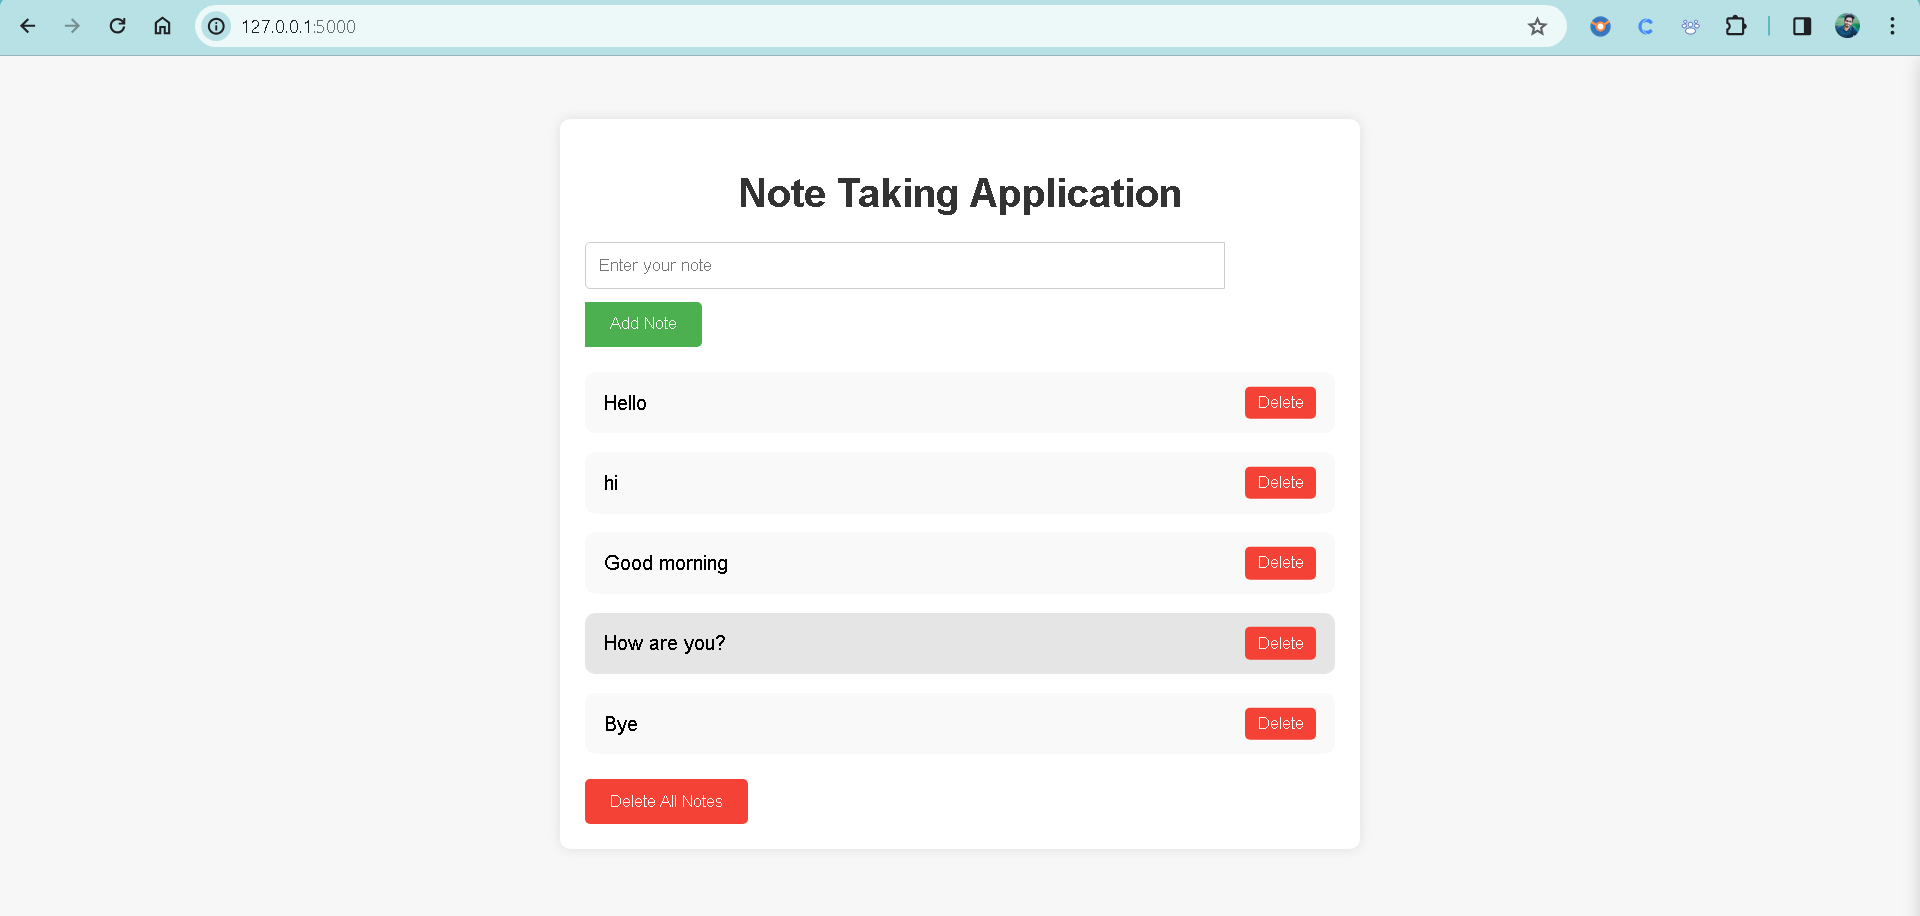 127.0.0.1:5000
Note Taking Application
Enter your note
Add Note
Hello Delete
hi Delete
Good morning Delete
How are you? Delete
Bye Delete
Delete All Notes